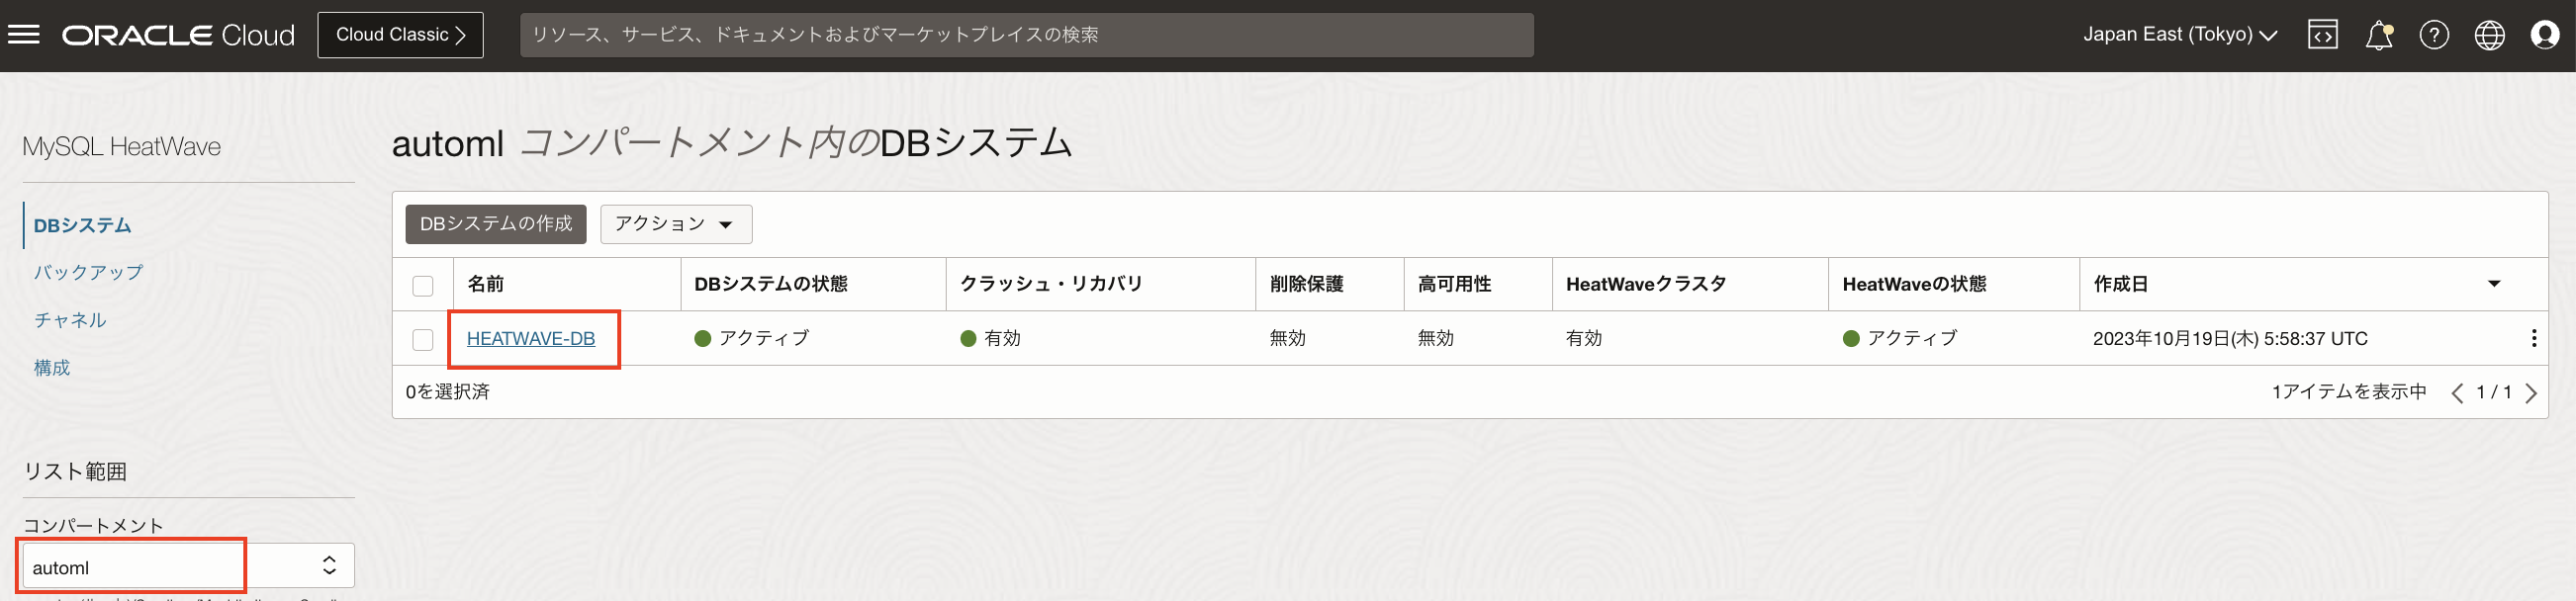 ORACLE Cloud
Cloud Classic
リソース、サービス、ドキュメントおよびマーケットプレイスの検索
Japan East (Tokyo)
MySQL HeatWave
DBシステム
バックアップ
チャネル
構成
リスト範囲
コンパートメント
automl
automl コンパートメント内のDBシステム
DBシステムの作成 アクション
名前 DBシステムの状態 クラッシュ・リカバリ 削除保護 高可用性 HeatWaveクラスタ HeatWaveの状態 作成日
HEATWAVE-DB アクティブ 有効 無効 無効 有効 アクティブ 2023年10月19日(木) 5:58:37 UTC
0を選択済 1アイテムを表示中 1 / 1